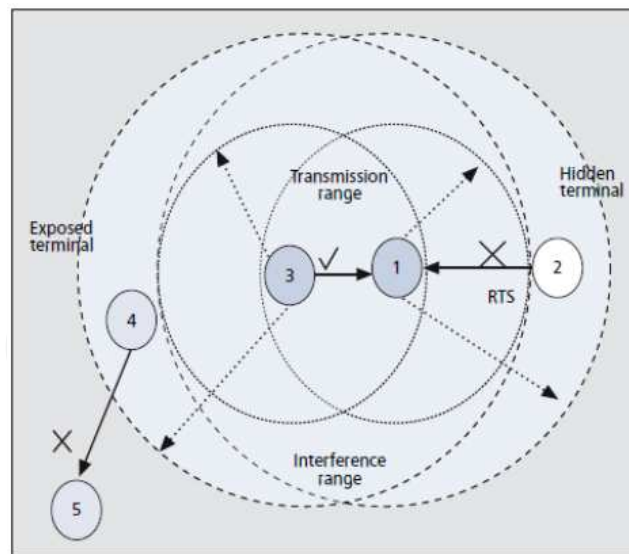 Transmission
range
Hidden
terminal
Exposed
terminal
3
1
2
RTS
4
Interference
range
5